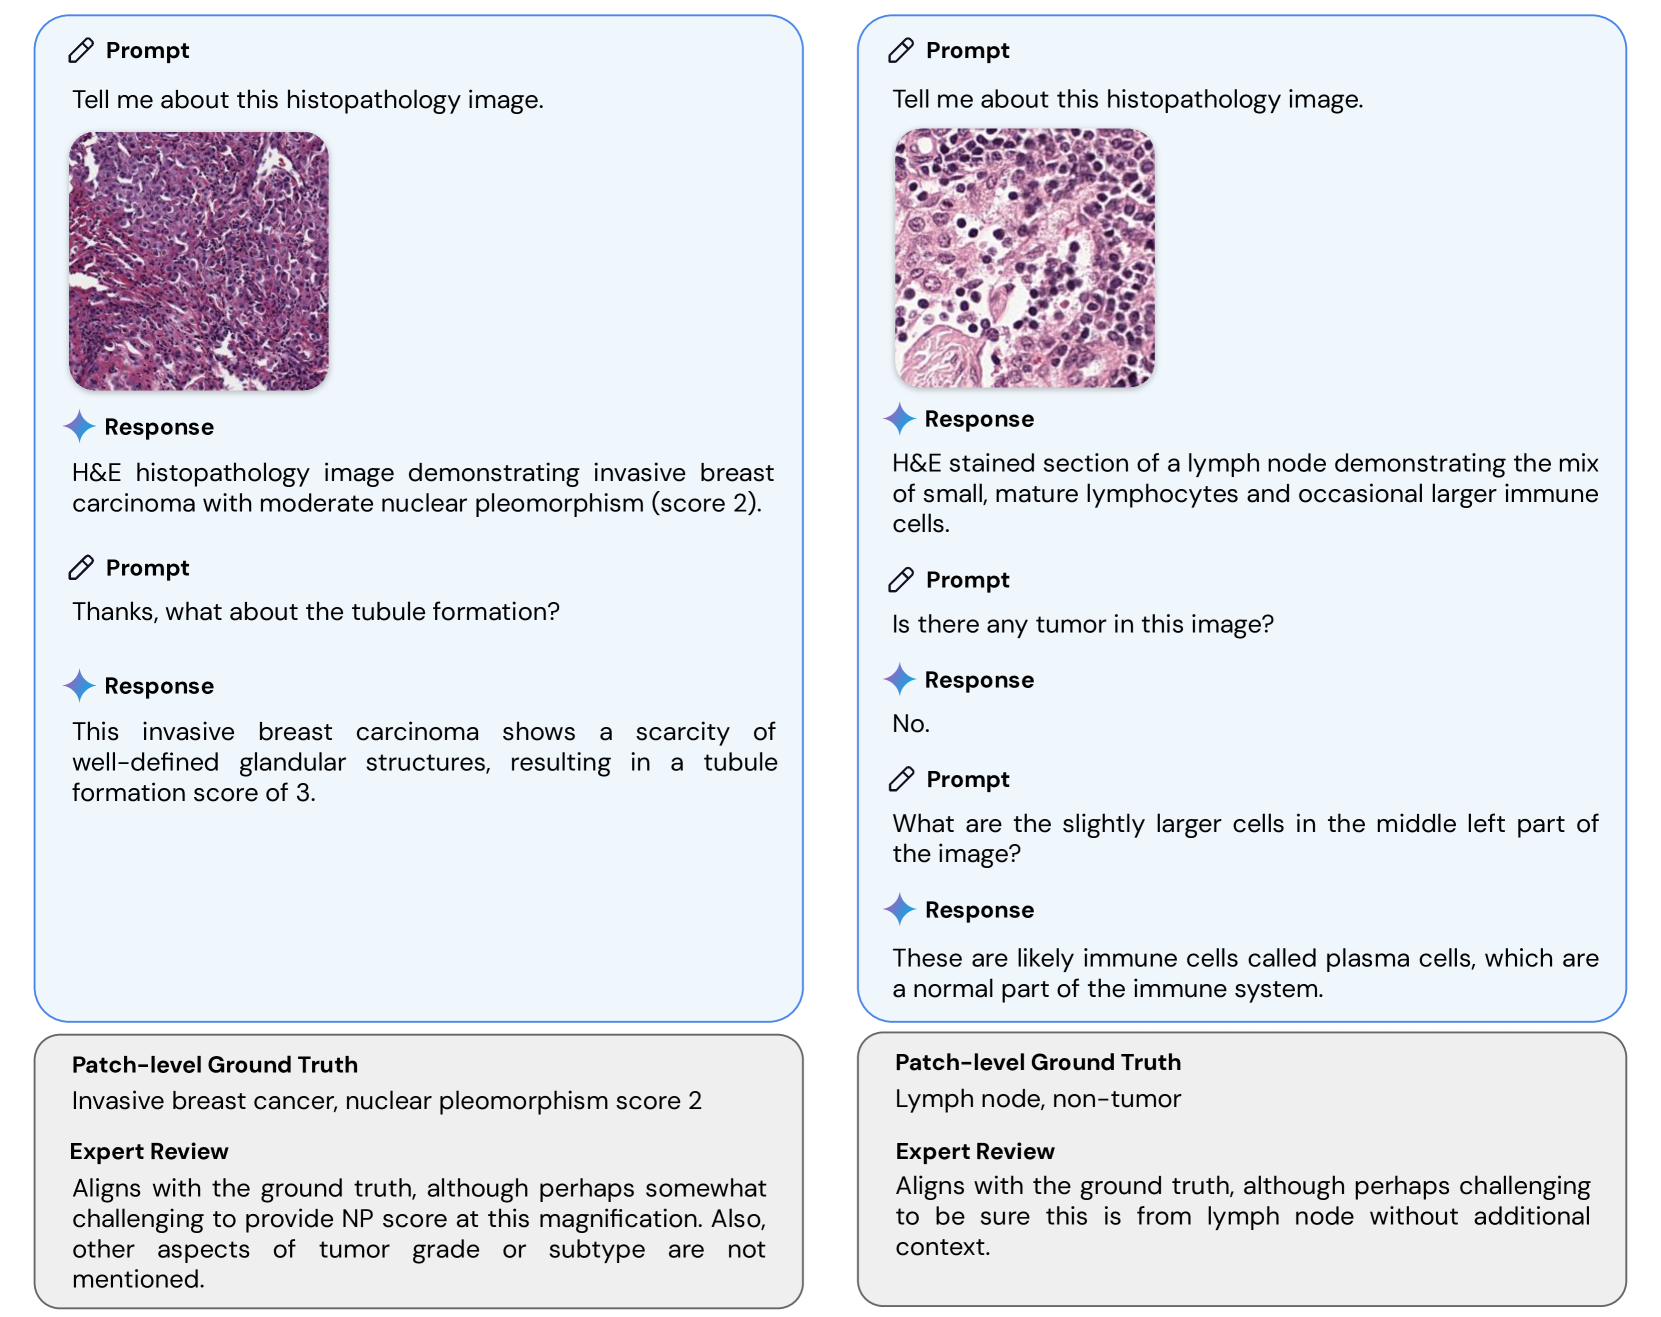 Prompt
Tell me about this histopathology image.
Response
H&E histopathology image demonstrating invasive breast
carcinoma with moderate nuclear pleomorphism (score 2).
Prompt
Thanks, what about the tubule formation?
Response
This invasive breast carcinoma shows a scarcity of
well-defined glandular structures, resulting in a tubule
formation score of 3.
Patch-level Ground Truth
Invasive breast cancer, nuclear pleomorphism score 2
Expert Review
Aligns with the ground truth, although perhaps somewhat
challenging to provide NP score at this magnification. Also,
other aspects of tumor grade or subtype are not
mentioned.
Prompt
Tell me about this histopathology image.
Response
H&E stained section of a lymph node demonstrating the mix
of small, mature lymphocytes and occasional larger immune
cells.
Prompt
Is there any tumor in this image?
Response
No.
Prompt
What are the slightly larger cells in the middle left part of
the image?
Response
These are likely immune cells called plasma cells, which are
a normal part of the immune system.
Patch-level Ground Truth
Lymph node, non-tumor
Expert Review
Aligns with the ground truth, although perhaps challenging
to be sure this is from lymph node without additional
context.